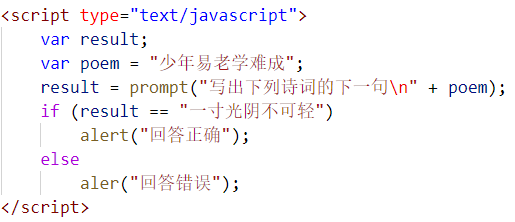 <script type="text/javascript">
    var result;
    var poem = "少年易老学难成";
    result = prompt("写出下列诗词的下一句\n" + poem);
    if (result == "一寸光阴不可轻")
        alert("回答正确");
    else
        aler("回答错误");
</script>